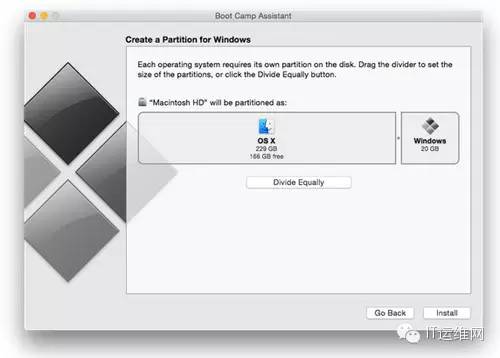 Boot Camp Assistant
Create a Partition for Windows
Each operating system requires its own partition on the disk. Drag the divider to set
the size of the partitions, or click the Divide Equally button.
"Macintosh HD" will be partitioned as:
OS X
229 GB
166 GB free
Windows
20 GB
Divide Equally
Go Back
Install
IT运维网